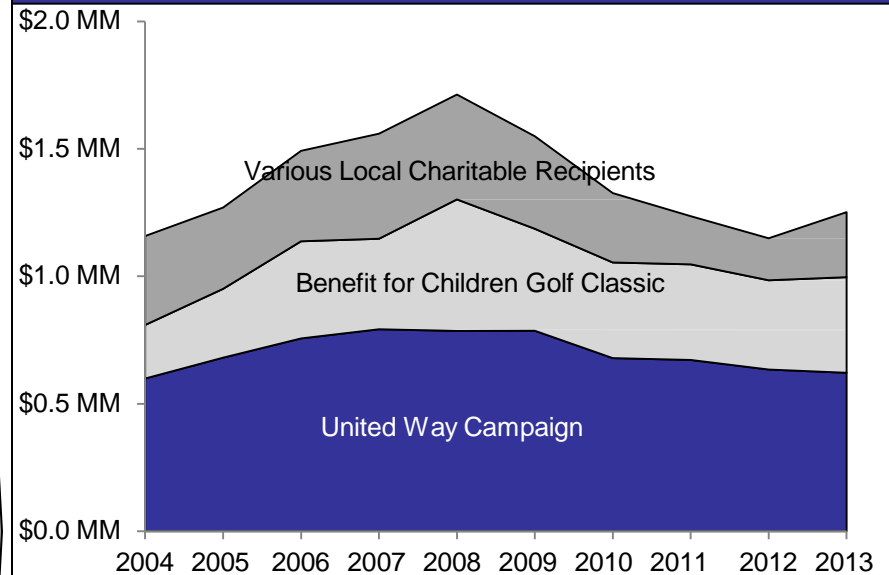 $2.0 MM
$1.5 MM
Various Local Charitable Recipients
$1.0 MM
Benefit for Children Golf Classic
$0.5 MM
United Way Campaign
$0.0 MM
2004 2005 2006 2007 2008 2009 2010 2011 2012 2013